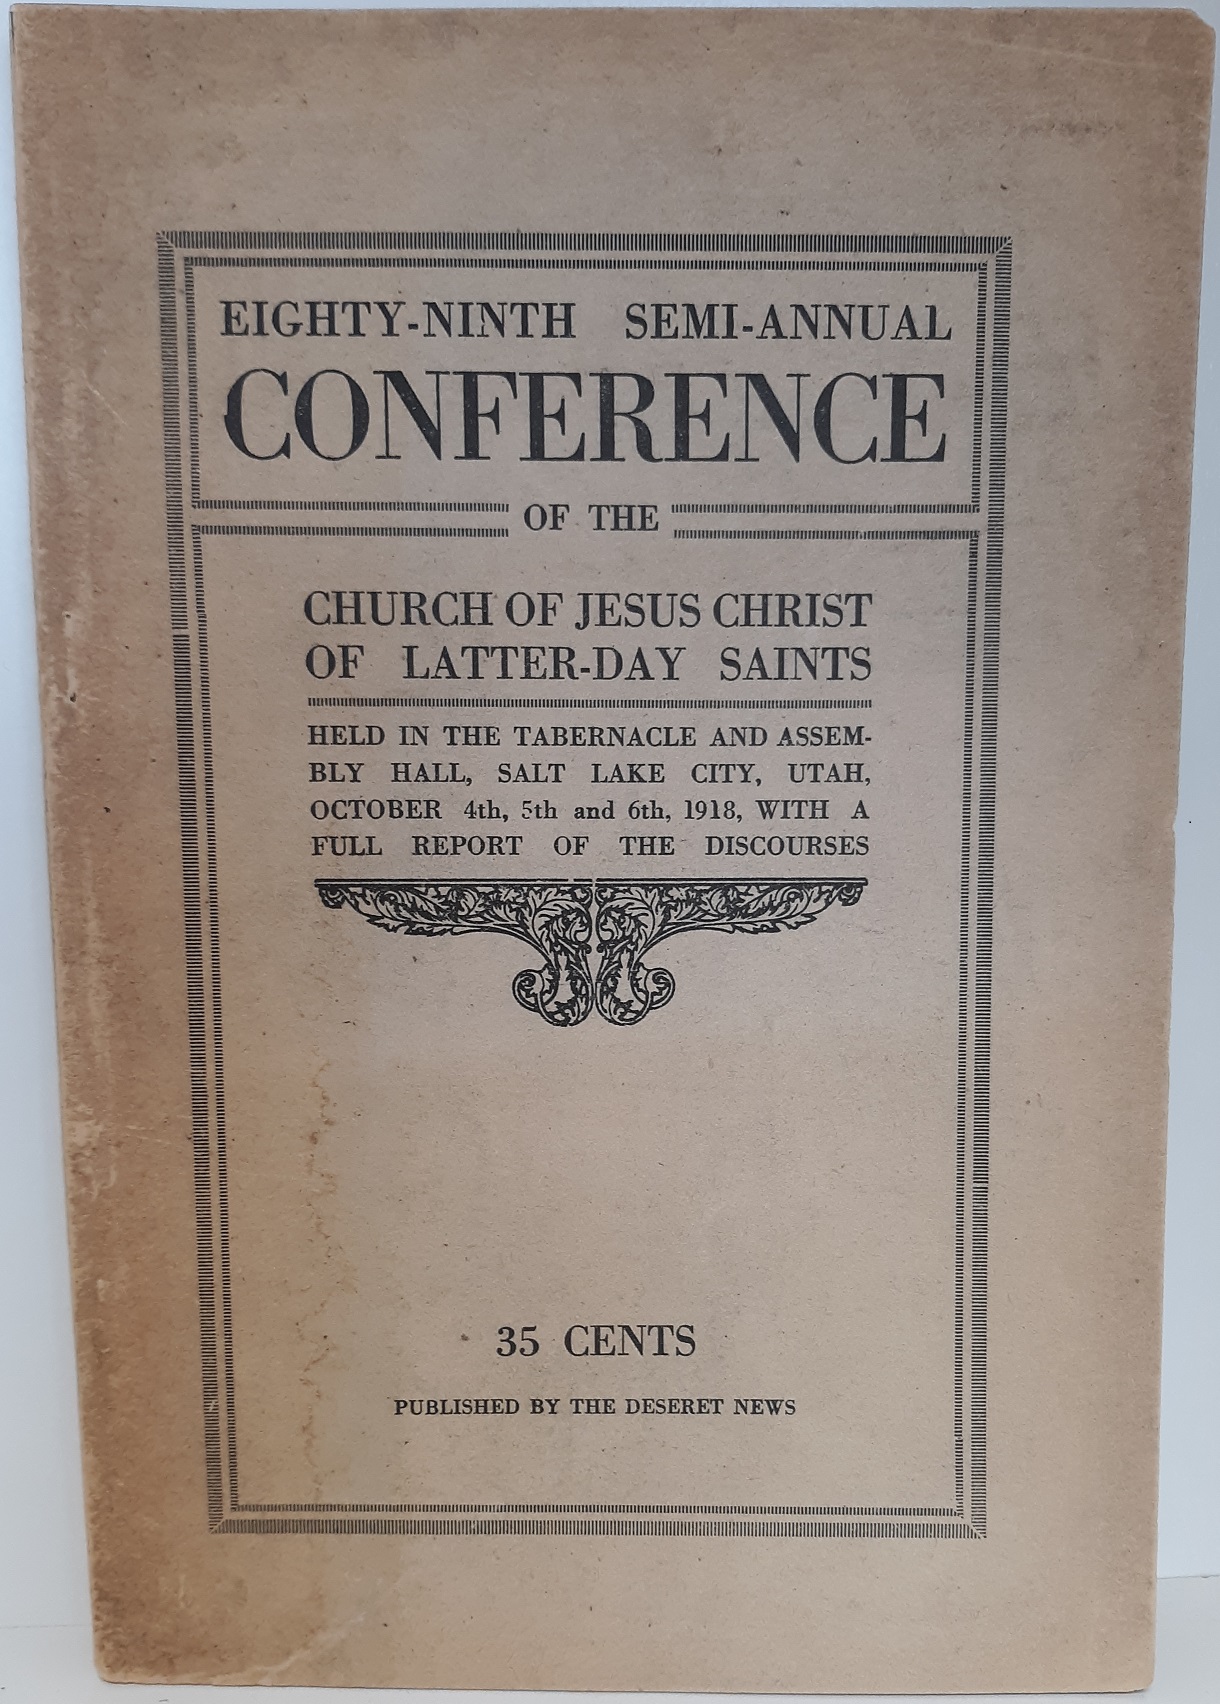 EIGHTY-NINTH SEMI-ANNUAL
CONFERENCE
OF THE
CHURCH OF JESUS CHRIST
OF LATTER-DAY SAINTS
HELD IN THE TABERNACLE AND ASSEM-
BLY HALL, SALT LAKE CITY, UTAH,
OCTOBER 4th, 5th and 6th, 1918, WITH A
FULL REPORT OF THE DISCOURSES
35 CENTS
PUBLISHED BY THE DESERET NEWS